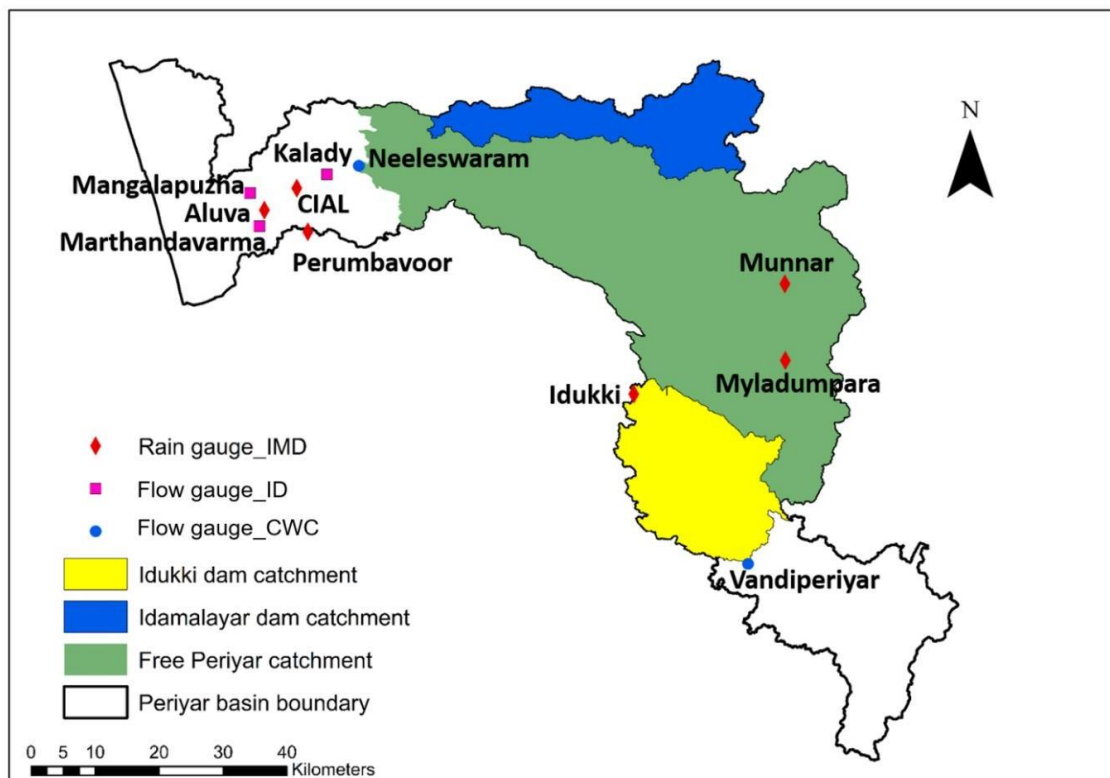 N
Kalady
Neeleswaram
Mangalapuzha
CIAL
Aluva
Marthandavarma
Perumbavoor
Munnar
Myladumpara
Idukki
Vandiperiyar
Rain gauge_IMD
Flow gauge_ID
Flow gauge_CWC
Idukki dam catchment
Idamalayar dam catchment
Free Periyar catchment
Periyar basin boundary
0 5 10 20 30 40
Kilometers